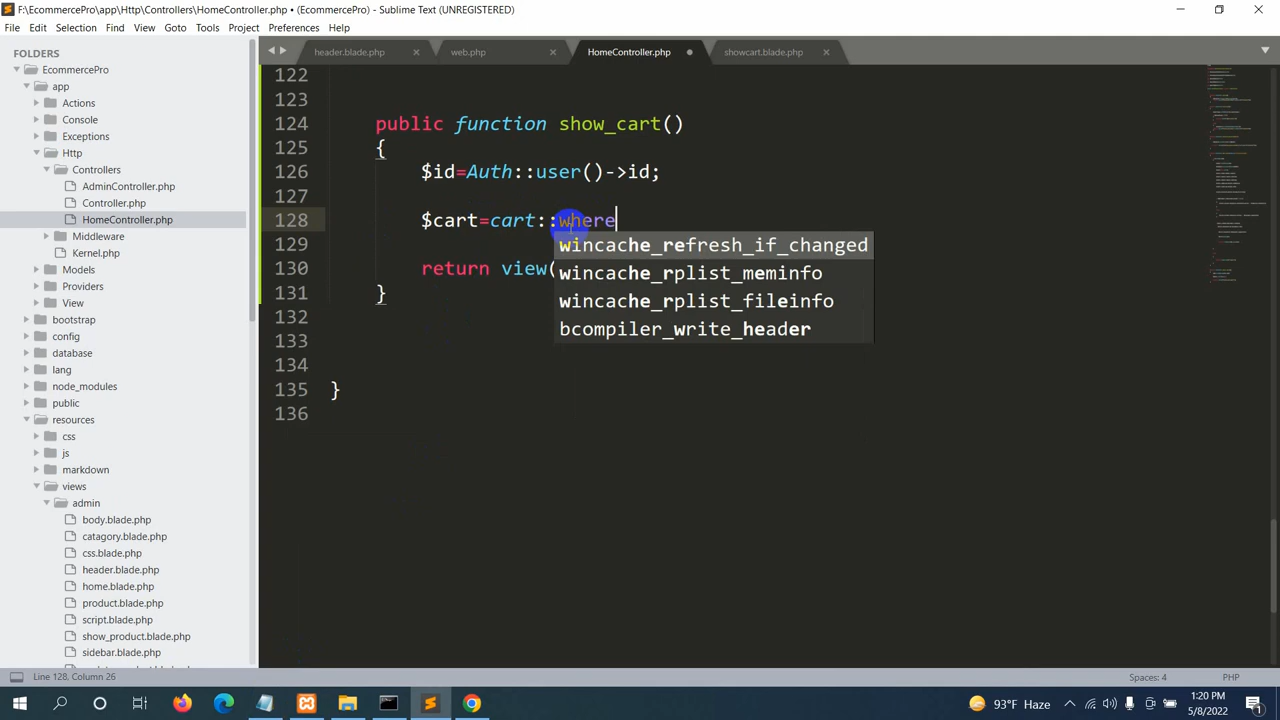 F:\EcommercePro\app\Http\Controllers\HomeController.php • (EcommercePro) - Sublime Text (UNREGISTERED)
File Edit Selection Find View Goto Tools Project Preferences Help
FOLDERS
EcommercePro
app
Actions
Console
Exceptions
Http
Controllers
AdminController.php
Controller.php
HomeController.php
Middleware
Kernel.php
Models
Providers
View
bootstrap
config
database
lang
node_modules
public
resources
css
js
markdown
views
admin
body.blade.php
catagory.blade.php
css.blade.php
header.blade.php
home.blade.php
product.blade.php
script.blade.php
show_product.blade.php
sidebar.blade.php
header.blade.php web.php HomeController.php showcart.blade.php
122
123
124 public function show_cart()
125 {
126 $id=Auth::user()->id;
127
128 $cart=cart::where
129
130 return view(
131 }
132
133
134
135 }
136
wincache_refresh_if_changed
wincache_rplist_meminfo
wincache_rplist_fileinfo
bcompiler_write_header
Line 128, Column 26 Spaces: 4 PHP
93°F Haze
1:20 PM
5/8/2022
1